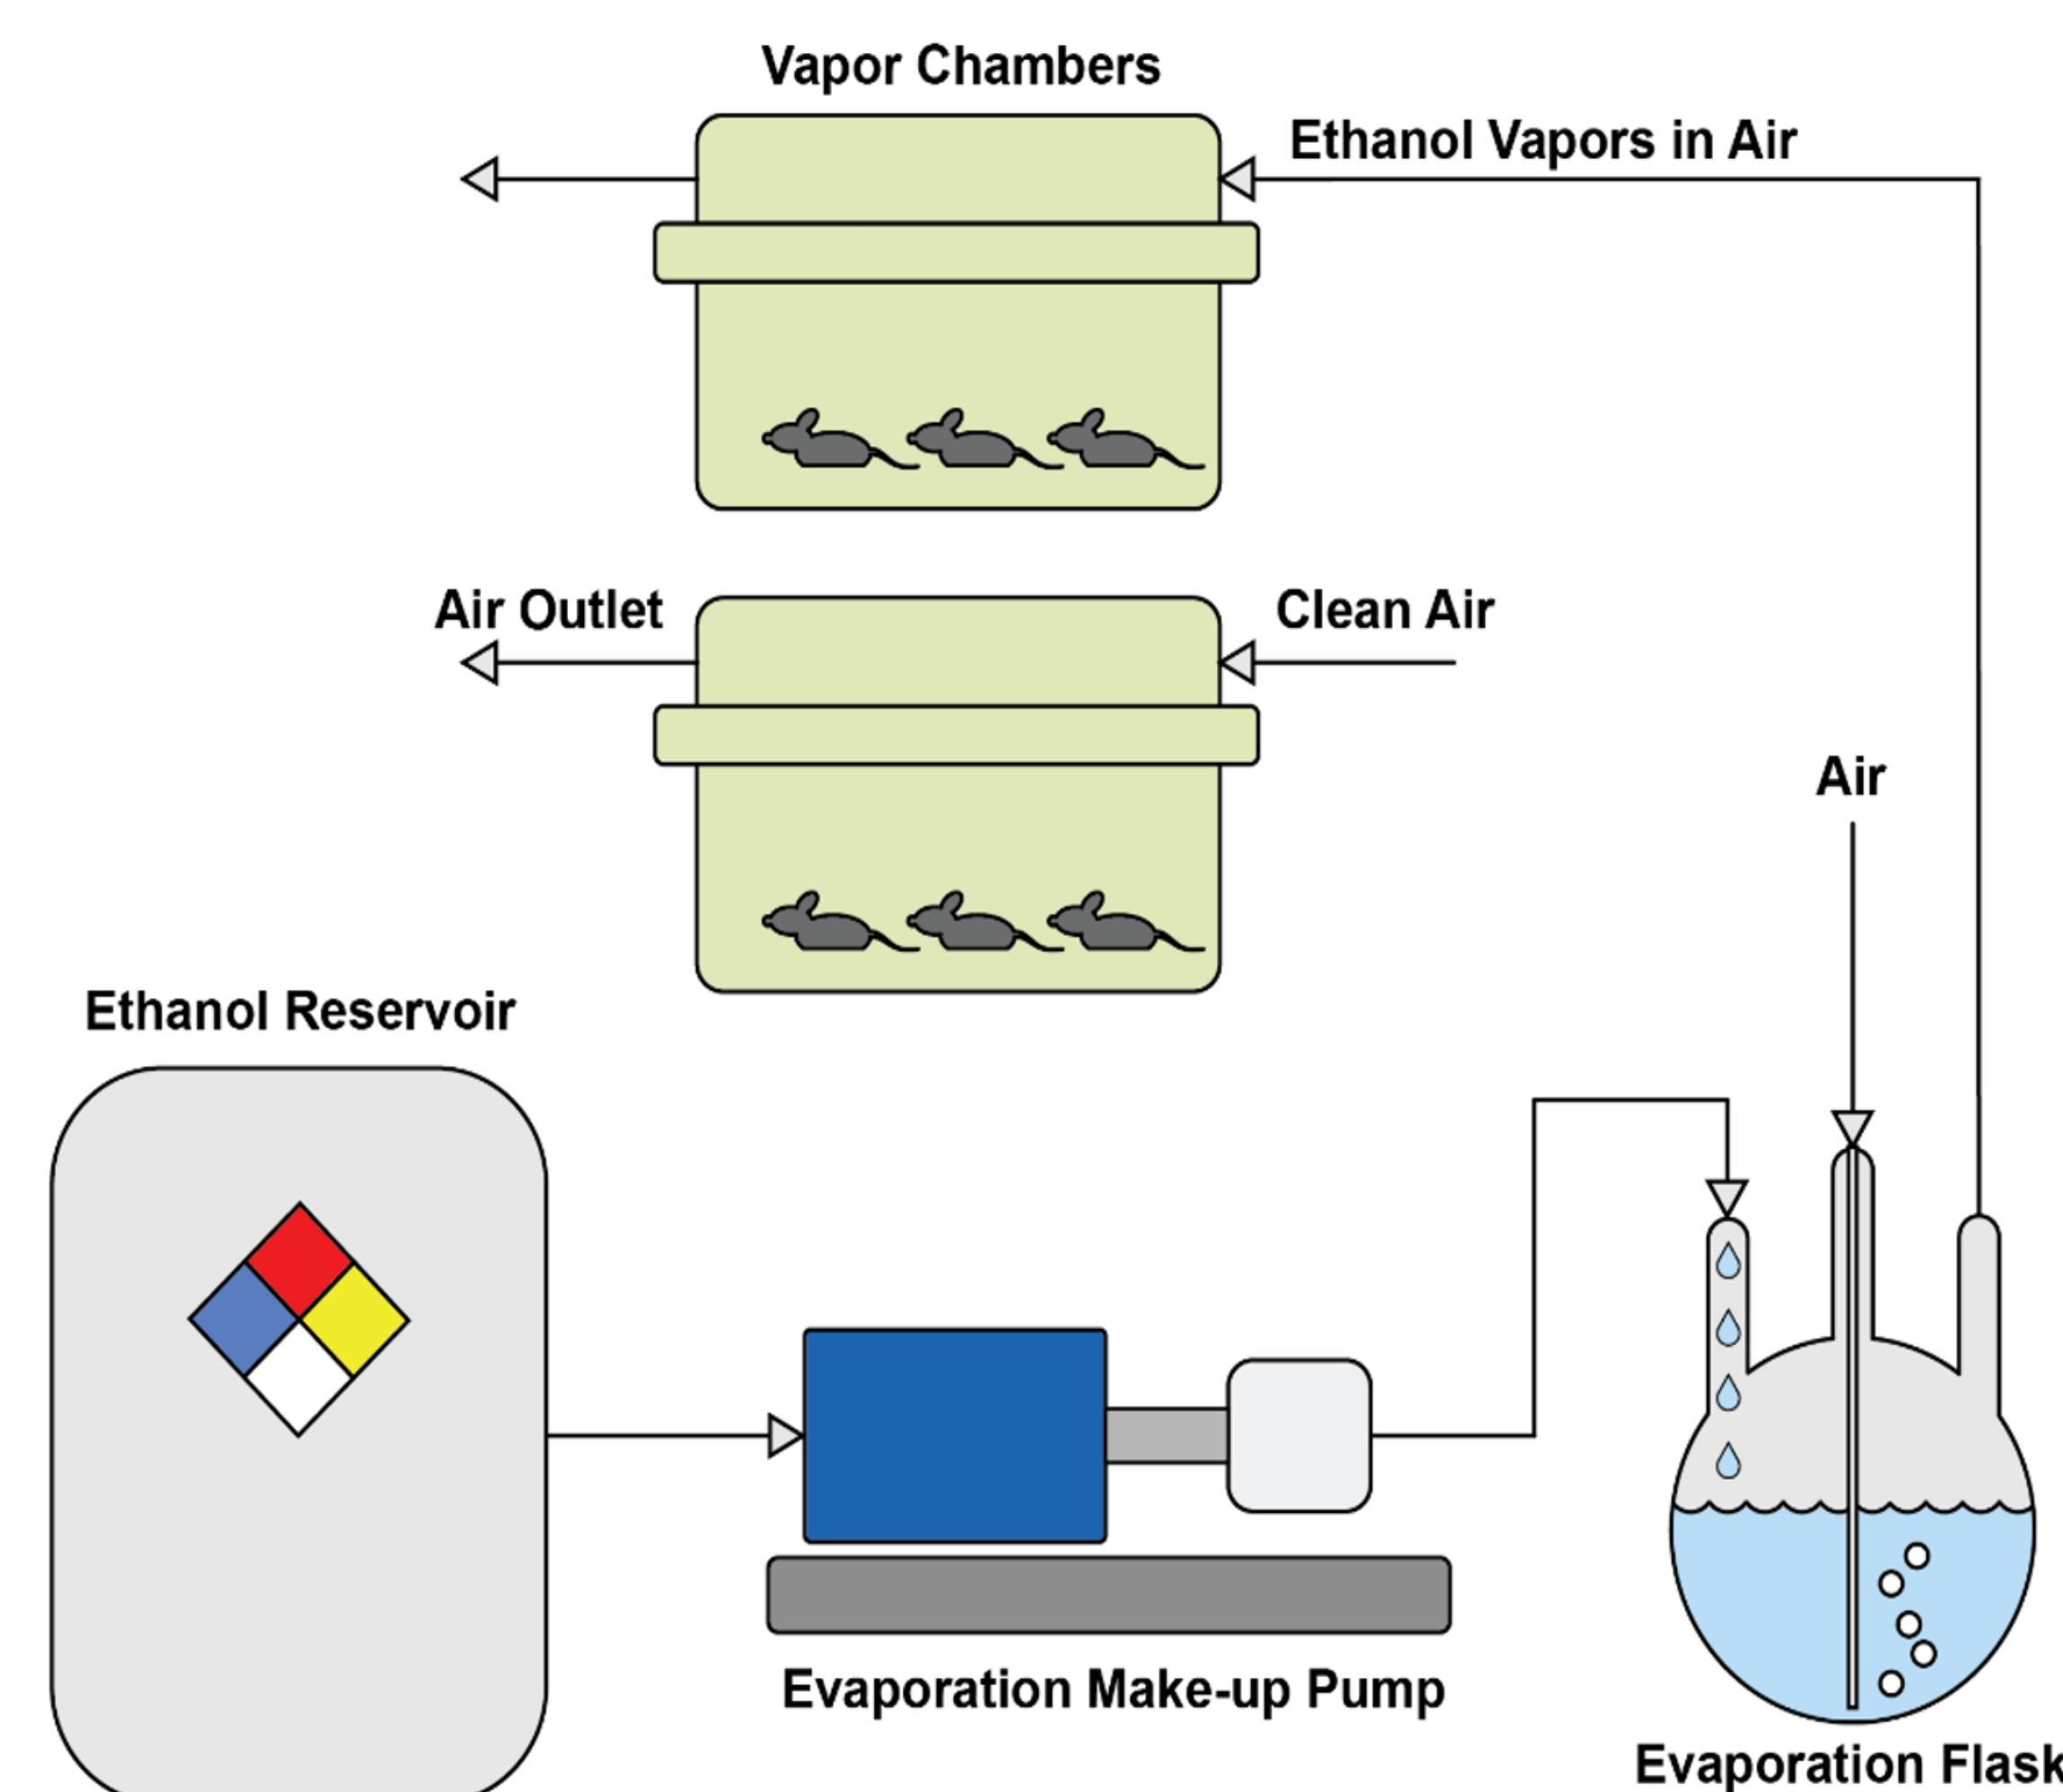 Vapor Chambers
Ethanol Vapors in Air
Air Outlet
Clean Air
Air
Ethanol Reservoir
Evaporation Make-up Pump
Evaporation Flask